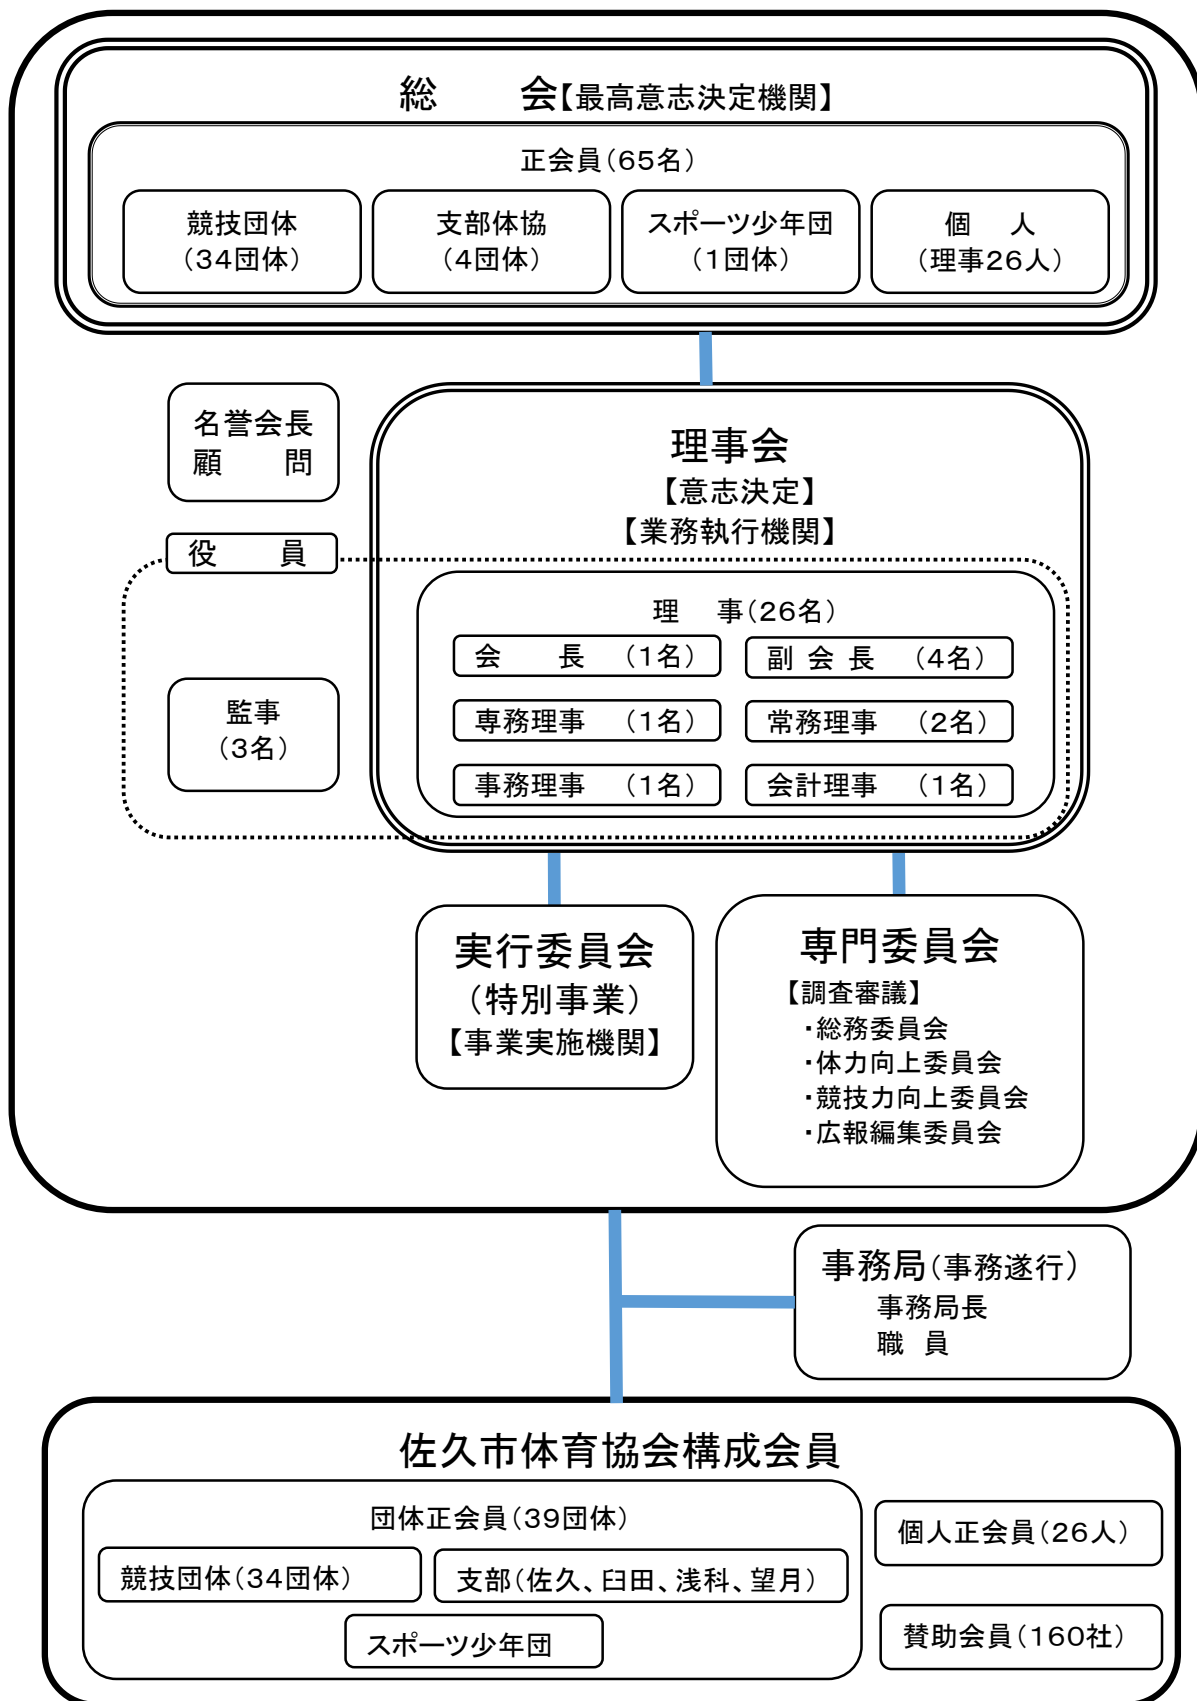 総　会【最高意志決定機関】
正会員（65名）
競技団体
（34団体）
支部体協
（4団体）
スポーツ少年団
（1団体）
個　人
（理事26人）
名誉会長
顧　問
理事会
【意志決定】
【業務執行機関】
役　員
理　事（26名）
会　長　（1名）
副 会 長　（4名）
専務理事　（1名）
常務理事　（2名）
事務理事　（1名）
会計理事　（1名）
監事
（3名）
実行委員会
（特別事業）
【事業実施機関】
専門委員会
【調査審議】
・総務委員会
・体力向上委員会
・競技力向上委員会
・広報編集委員会
事務局（事務遂行）
事務局長
職　員
佐久市体育協会構成会員
団体正会員（39団体）
競技団体（34団体）
支部（佐久、臼田、浅科、望月）
スポーツ少年団
個人正会員（26人）
賛助会員（160社）